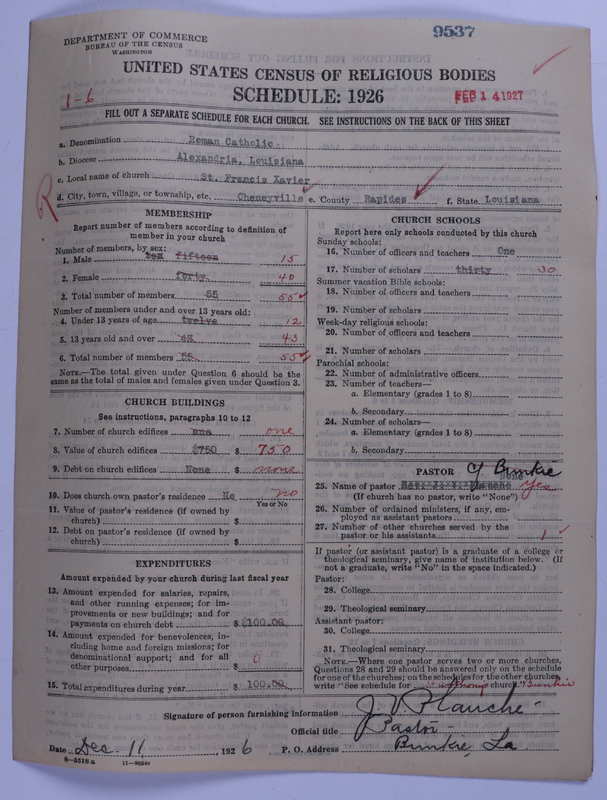 DEPARTMENT OF COMMERCE
BUREAU OF THE CENSUS
WASHINGTON
9537
UNITED STATES CENSUS OF RELIGIOUS BODIES
SCHEDULE: 1926
1-6
FEB 14 1927
FILL OUT A SEPARATE SCHEDULE FOR EACH CHURCH. SEE INSTRUCTIONS ON THE BACK OF THIS SHEET
a. Denomination Roman Catholic
b. Diocese Alexandria, Louisiana
c. Local name of church St. Francis Xavier
d. City, town, village, or township, etc. Cheneyville e. County Rapides f. State Louisiana
R
MEMBERSHIP
Report number of members according to definition of
member in your church
Number of members, by sex:
1. Male fifteen 15
2. Female forty 40
3. Total number of members 55 55
Number of members under and over 13 years old:
4. Under 13 years of age twelve 12
5. 13 years old and over 43 43
6. Total number of members 55 55
NOTE.—The total given under Question 6 should be the
same as the total of males and females given under Question 3.
CHURCH BUILDINGS
See instructions, paragraphs 10 to 12
7. Number of church edifices one one
8. Value of church edifices $750 $ 750
9. Debt on church edifices None $ none
10. Does church own pastor's residence No no
Yes or No
11. Value of pastor's residence (if owned by
church) $
12. Debt on pastor's residence (if owned by
church) $
EXPENDITURES
Amount expended by your church during last fiscal year
13. Amount expended for salaries, repairs,
and other running expenses; for im-
provements or new buildings; and for
payments on church debt $ 100.00
14. Amount expended for benevolences, in-
cluding home and foreign missions; for
denominational support; and for all
other purposes $ 0
15. Total expenditures during year $ 100.00
CHURCH SCHOOLS
Report here only schools conducted by this church
Sunday schools:
16. Number of officers and teachers One
17. Number of scholars thirty 30
Summer vacation Bible schools:
18. Number of officers and teachers
19. Number of scholars
Week-day religious schools:
20. Number of officers and teachers
21. Number of scholars
Parochial schools:
22. Number of administrative officers
23. Number of teachers—
a. Elementary (grades 1 to 8)
b. Secondary
24. Number of scholars—
a. Elementary (grades 1 to 8)
b. Secondary
PASTOR of Bunkie
none
25. Name of pastor yes
(If church has no pastor, write "None")
26. Number of ordained ministers, if any, em-
ployed as assistant pastors
27. Number of other churches served by the
pastor or his assistants 1
If pastor (or assistant pastor) is a graduate of a college or
theological seminary, give name of institution below. (If
not a graduate, write "No" in the space indicated.)
Pastor:
28. College
29. Theological seminary
Assistant pastor:
30. College
31. Theological seminary
NOTE.—Where one pastor serves two or more churches,
Questions 28 and 29 should be answered only on the schedule
for one of the churches; on the schedules for the other churches
write "See schedule for church." Bunkie
Signature of person furnishing information J. V. Plauche
Official title Pastor
Date Dec. 11, 1926 P. O. Address Bunkie, La
8—5518 a 11—9054